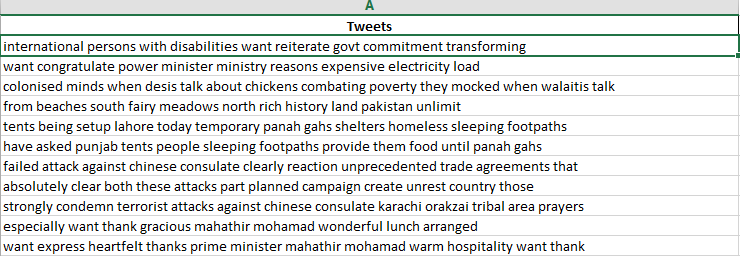 A
Tweets
international persons with disabilities want reiterate govt commitment transforming
want congratulate power minister ministry reasons expensive electricity load
colonised minds when desis talk about chickens combating poverty they mocked when walaitis talk
from beaches south fairy meadows north rich history land pakistan unlimit
tents being setup lahore today temporary panah gahs shelters homeless sleeping footpaths
have asked punjab tents people sleeping footpaths provide them food until panah gahs
failed attack against chinese consulate clearly reaction unprecedented trade agreements that
absolutely clear both these attacks part planned campaign create unrest country those
strongly condemn terrorist attacks against chinese consulate karachi orakzai tribal area prayers
especially want thank gracious mahathir mohamad wonderful lunch arranged
want express heartfelt thanks prime minister mahathir mohamad warm hospitality want thank